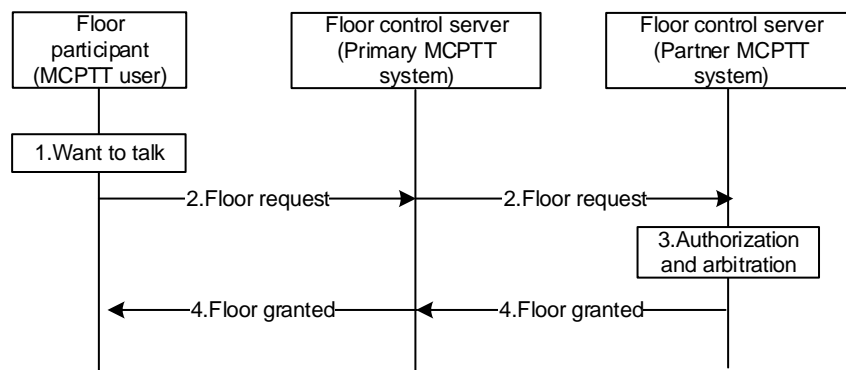 Floor
participant
(MCPTT user)
Floor control server
(Primary MCPTT
system)
Floor control server
(Partner MCPTT
system)
1.Want to talk
2.Floor request
2.Floor request
3.Authorization
and arbitration
4.Floor granted
4.Floor granted